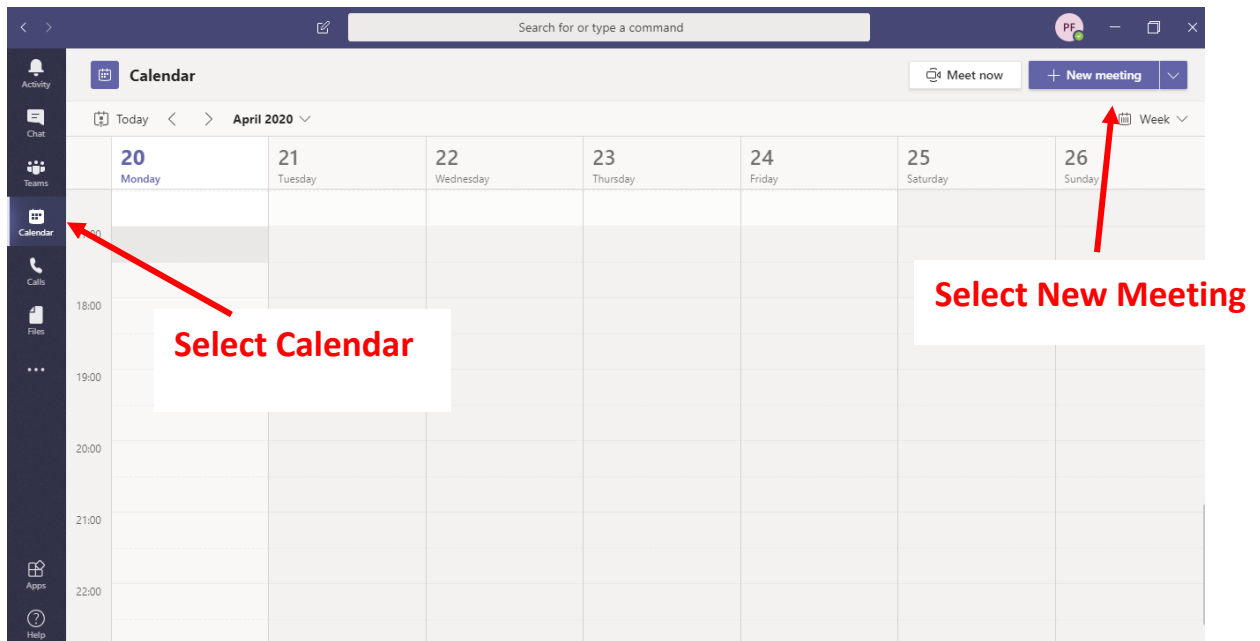 Search for or type a command
PF
Activity
Chat
Teams
Calendar
Calls
Files
Apps
Help
Calendar
Meet now
New meeting
Today
April 2020
Week
20
Monday
21
Tuesday
22
Wednesday
23
Thursday
24
Friday
25
Saturday
26
Sunday
18:00
19:00
20:00
21:00
22:00
Select Calendar
Select New Meeting